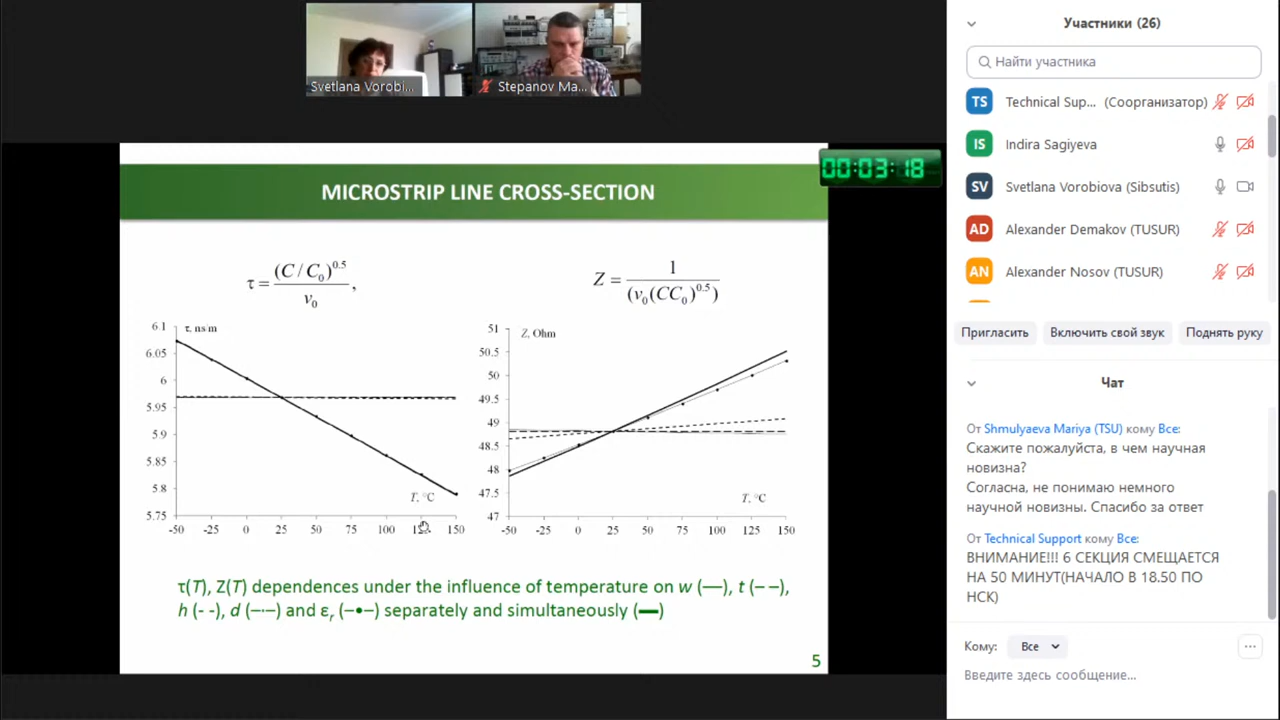 Svetlana Vorobi...
Stepanov Ma...
00:03:18
MICROSTRIP LINE CROSS-SECTION
τ = (C / C₀)^0.5 / v₀,
Z = 1 / (v₀(CC₀)^0.5)
τ, ns/m
6.1
6.05
6
5.95
5.9
5.85
5.8
5.75
T, °C
-50 -25 0 25 50 75 100 125 150
Z, Ohm
51
50.5
50
49.5
49
48.5
48
47.5
47
T, °C
-50 -25 0 25 50 75 100 125 150
τ(T), Z(T) dependences under the influence of temperature on w (—), t (– –),
h (- -), d (–·–) and εr (–•–) separately and simultaneously (▬)
5
Участники (26)
Найти участника
TS Technical Sup... (Соорганизатор)
IS Indira Sagiyeva
SV Svetlana Vorobiova (Sibsutis)
AD Alexander Demakov (TUSUR)
AN Alexander Nosov (TUSUR)
Пригласить Включить свой звук Поднять руку
Чат
От Shmulyaeva Mariya (TSU) кому Все:
Скажите пожалуйста, в чем научная
новизна?
Согласна, не понимаю немного
научной новизны. Спасибо за ответ
От Technical Support кому Все:
ВНИМАНИЕ!!! 6 СЕКЦИЯ СМЕЩАЕТСЯ
НА 50 МИНУТ(НАЧАЛО В 18.50 ПО
НСК)
Кому: Все
Введите здесь сообщение...